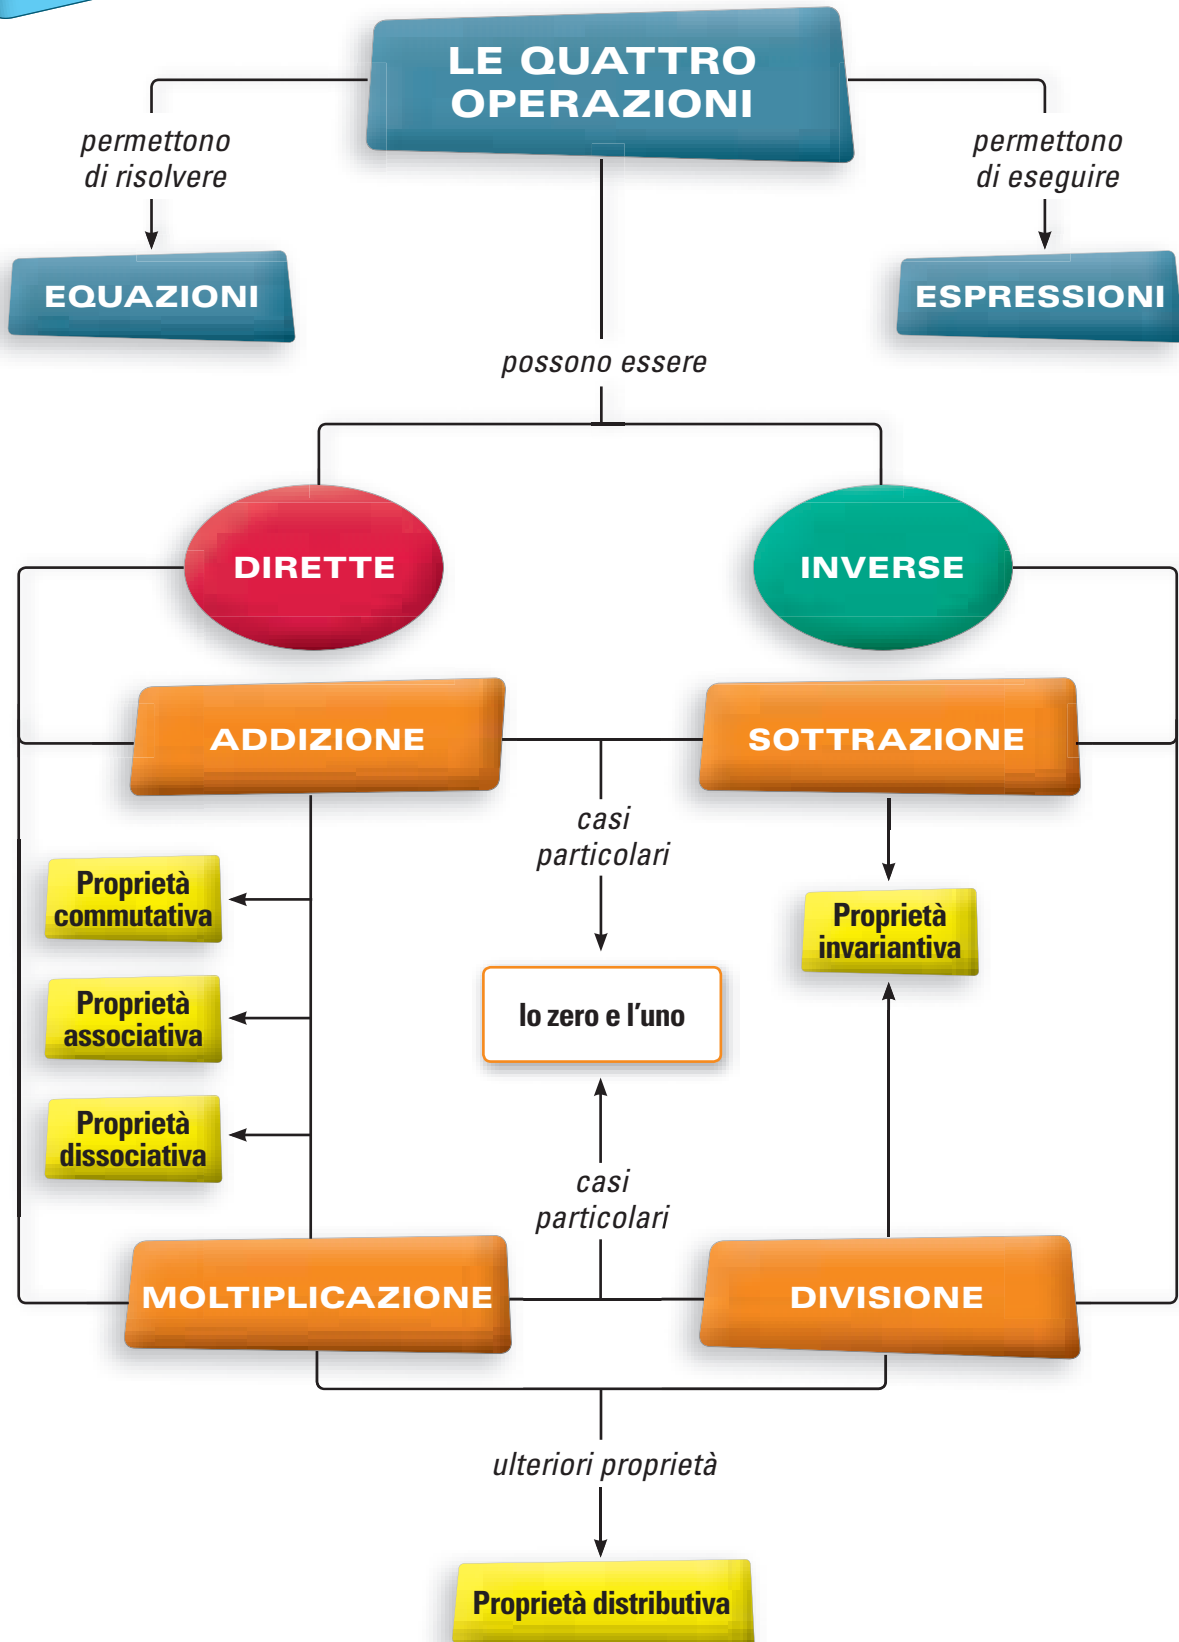 LE QUATTRO
OPERAZIONI
permettono
di risolvere
permettono
di eseguire
EQUAZIONI
ESPRESSIONI
possono essere
DIRETTE
INVERSE
ADDIZIONE
SOTTRAZIONE
casi
particolari
Proprietà
commutativa
Proprietà
invariantiva
Proprietà
associativa
lo zero e l'uno
Proprietà
dissociativa
casi
particolari
MOLTIPLICAZIONE
DIVISIONE
ulteriori proprietà
Proprietà distributiva